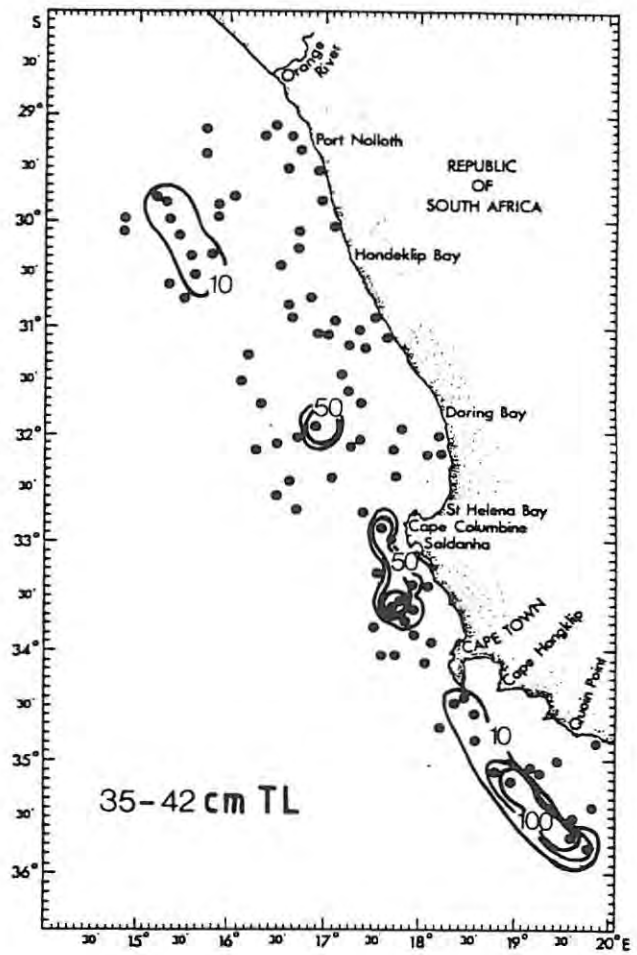 S
30'
Orange
River
29°
Port Nolloth
30'
REPUBLIC
OF
SOUTH AFRICA
30°
Hondeklip Bay
30'
10
31°
30'
50
Doring Bay
32°
30'
St Helena Bay
Cape Columbine
33°
Saldanha
50
30'
34°
CAPE TOWN
Cape Hangklip
Quoin Point
30'
10
35°
35-42 cm TL
30'
100
36°
30' 15° 30' 16° 30' 17° 30' 18° 30' 19° 30' 20° E